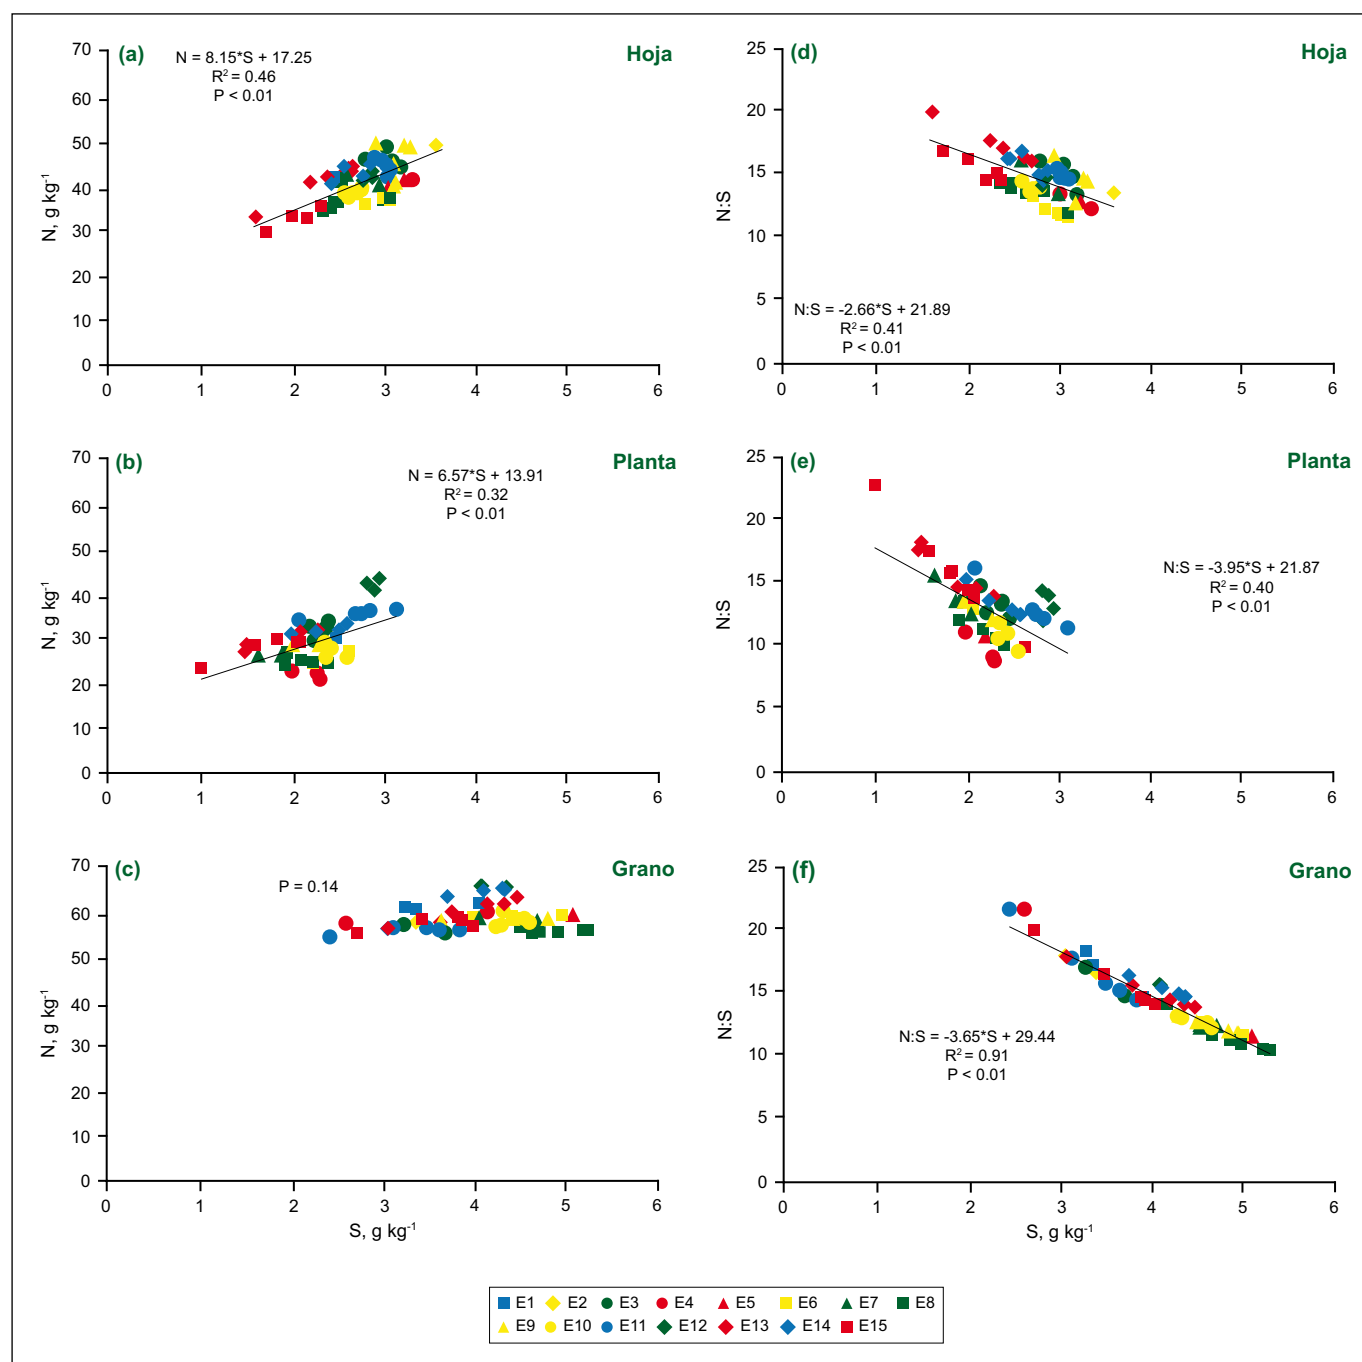 (a)
Hoja
N = 8.15*S + 17.25
R² = 0.46
P < 0.01
70
60
50
40
30
20
10
0
N, g kg⁻¹
1 2 3 4 5 6
(d)
Hoja
25
20
15
10
5
0
N:S
N:S = -2.66*S + 21.89
R² = 0.41
P < 0.01
0 1 2 3 4 5 6
(b)
Planta
N = 6.57*S + 13.91
R² = 0.32
P < 0.01
70
60
50
40
30
20
10
0
N, g kg⁻¹
0 1 2 3 4 5 6
(e)
Planta
25
20
15
10
5
0
N:S
N:S = -3.95*S + 21.87
R² = 0.40
P < 0.01
0 1 2 3 4 5 6
(c)
Grano
P = 0.14
70
60
50
40
30
20
10
0
N, g kg⁻¹
0 1 2 3 4 5 6
S, g kg⁻¹
(f)
Grano
25
20
15
10
5
0
N:S
N:S = -3.65*S + 29.44
R² = 0.91
P < 0.01
0 1 2 3 4 5 6
S, g kg⁻¹
E1 E2 E3 E4 E5 E6 E7 E8
E9 E10 E11 E12 E13 E14 E15